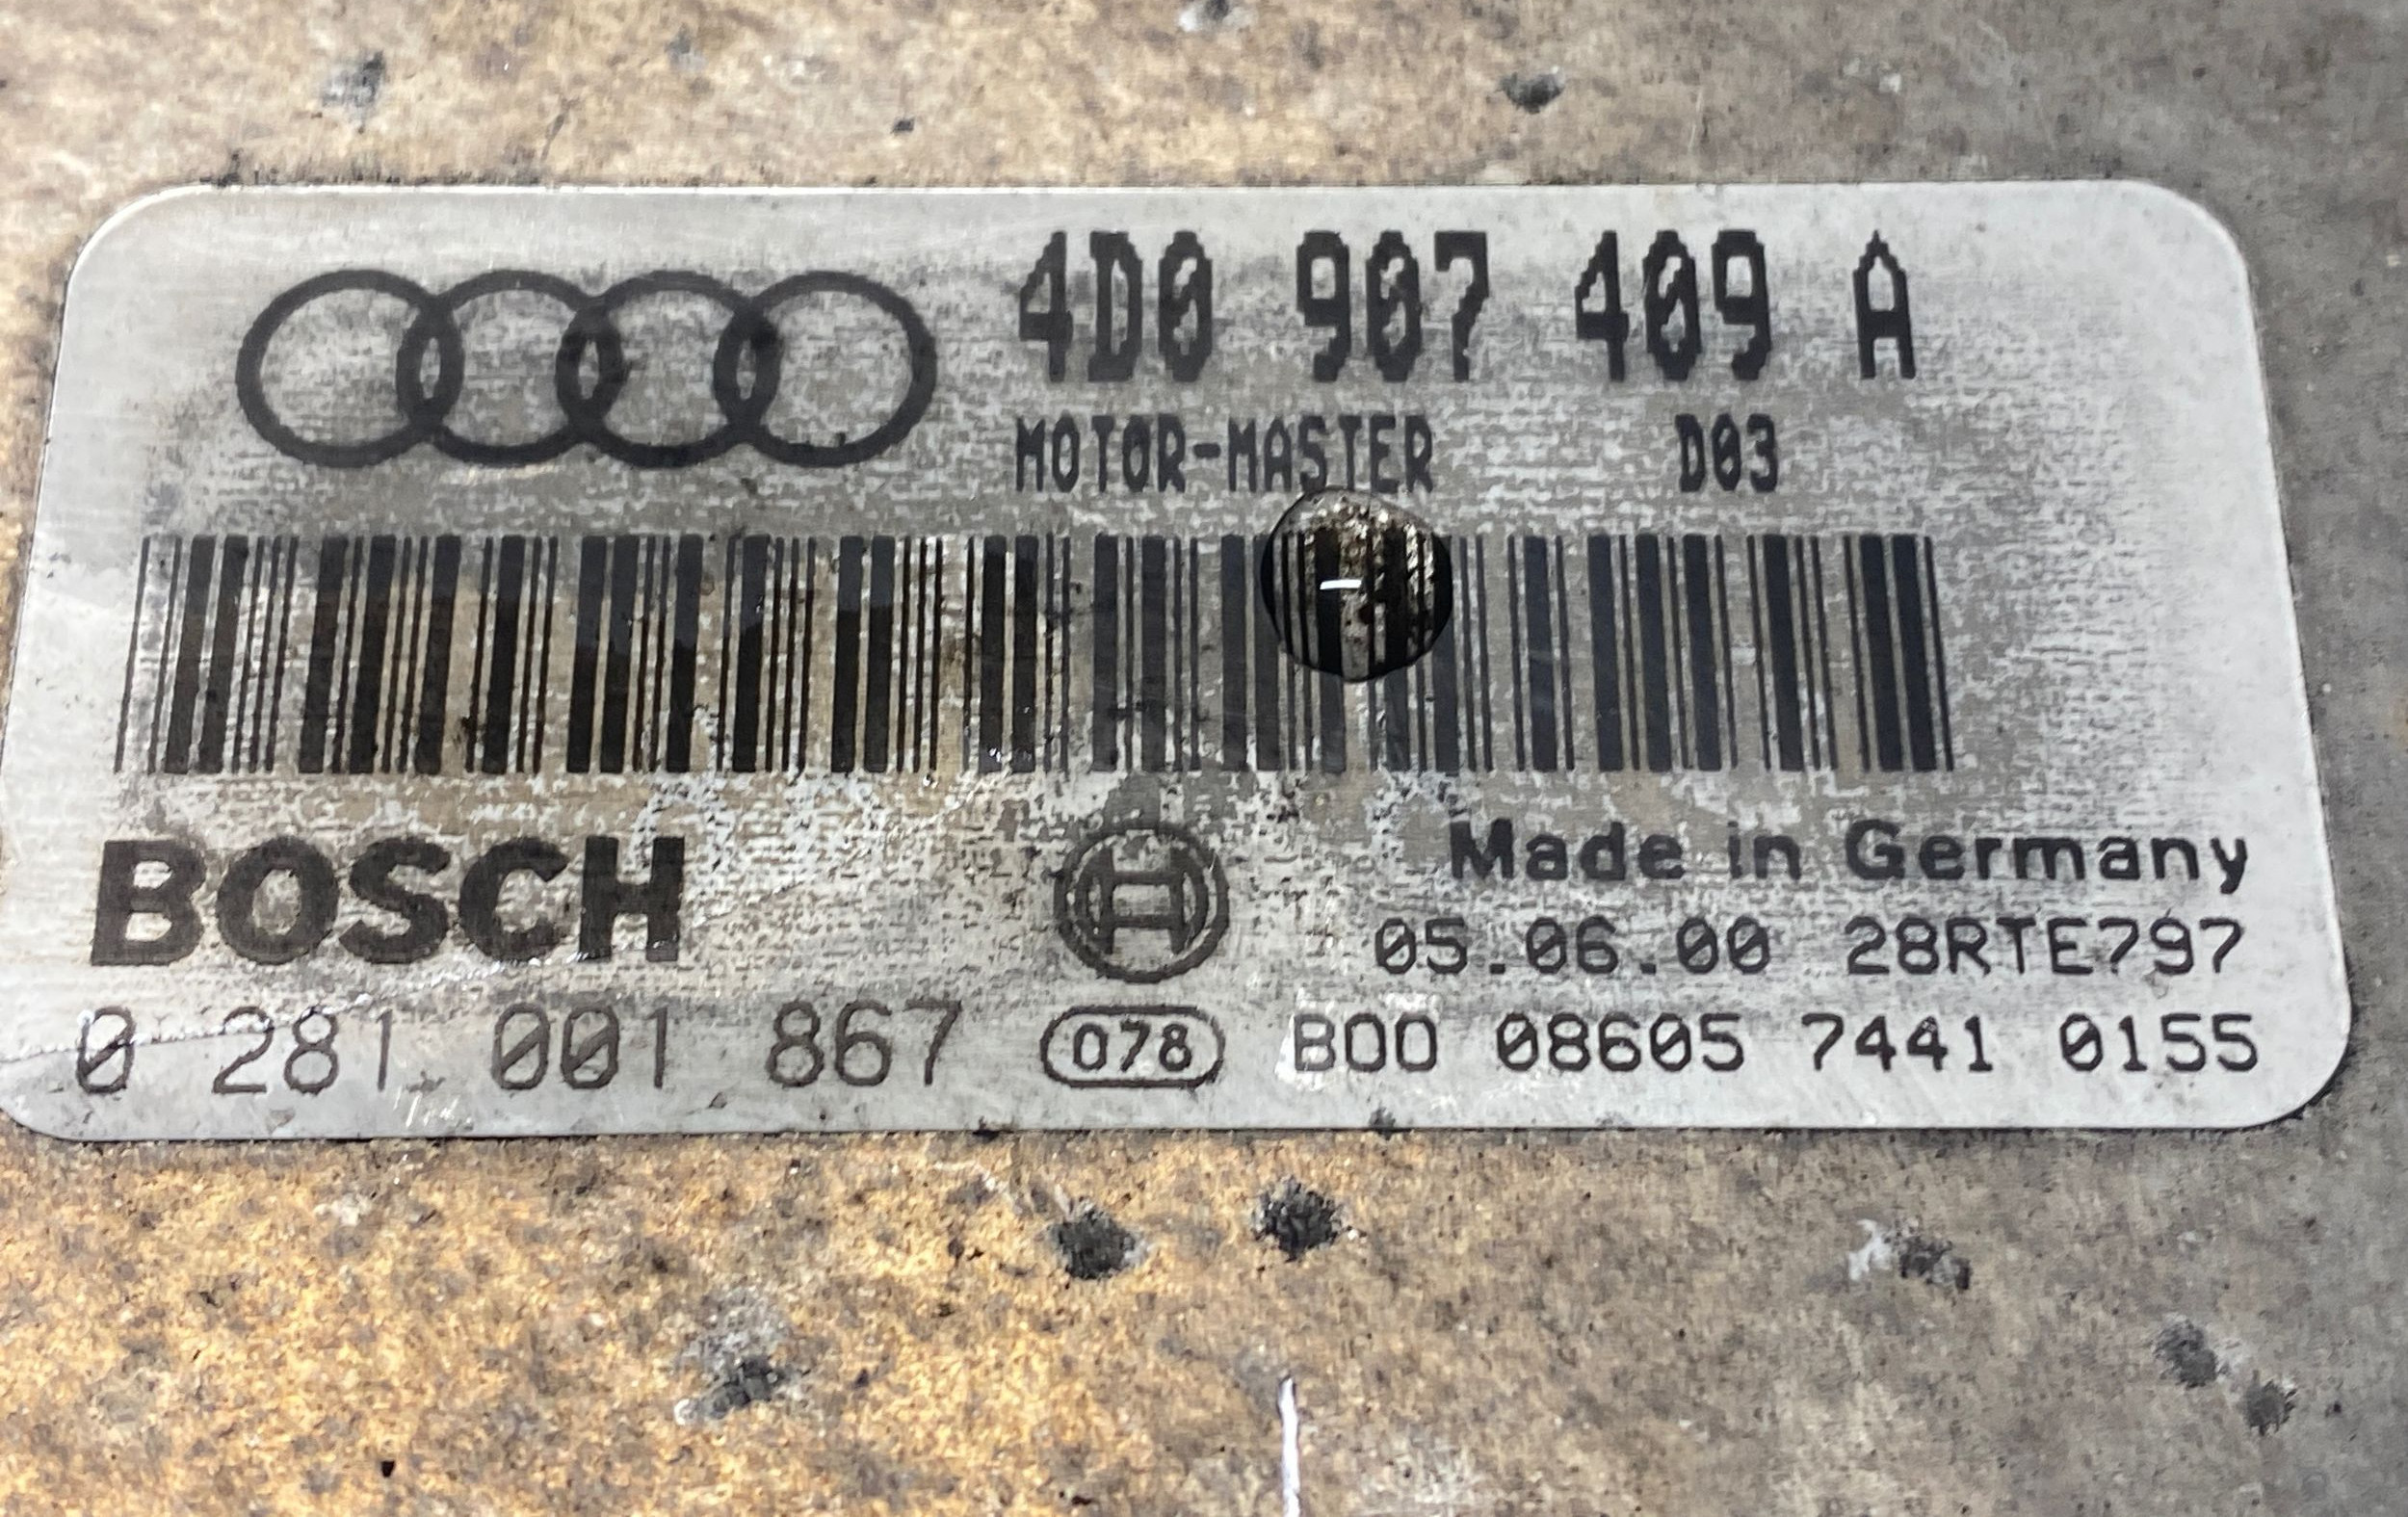 4D0 907 409 A
MOTOR-MASTER D03
BOSCH
Made in Germany
05.06.00 28RTE797
0 281 001 867 078 BOO 08605 7441 0155